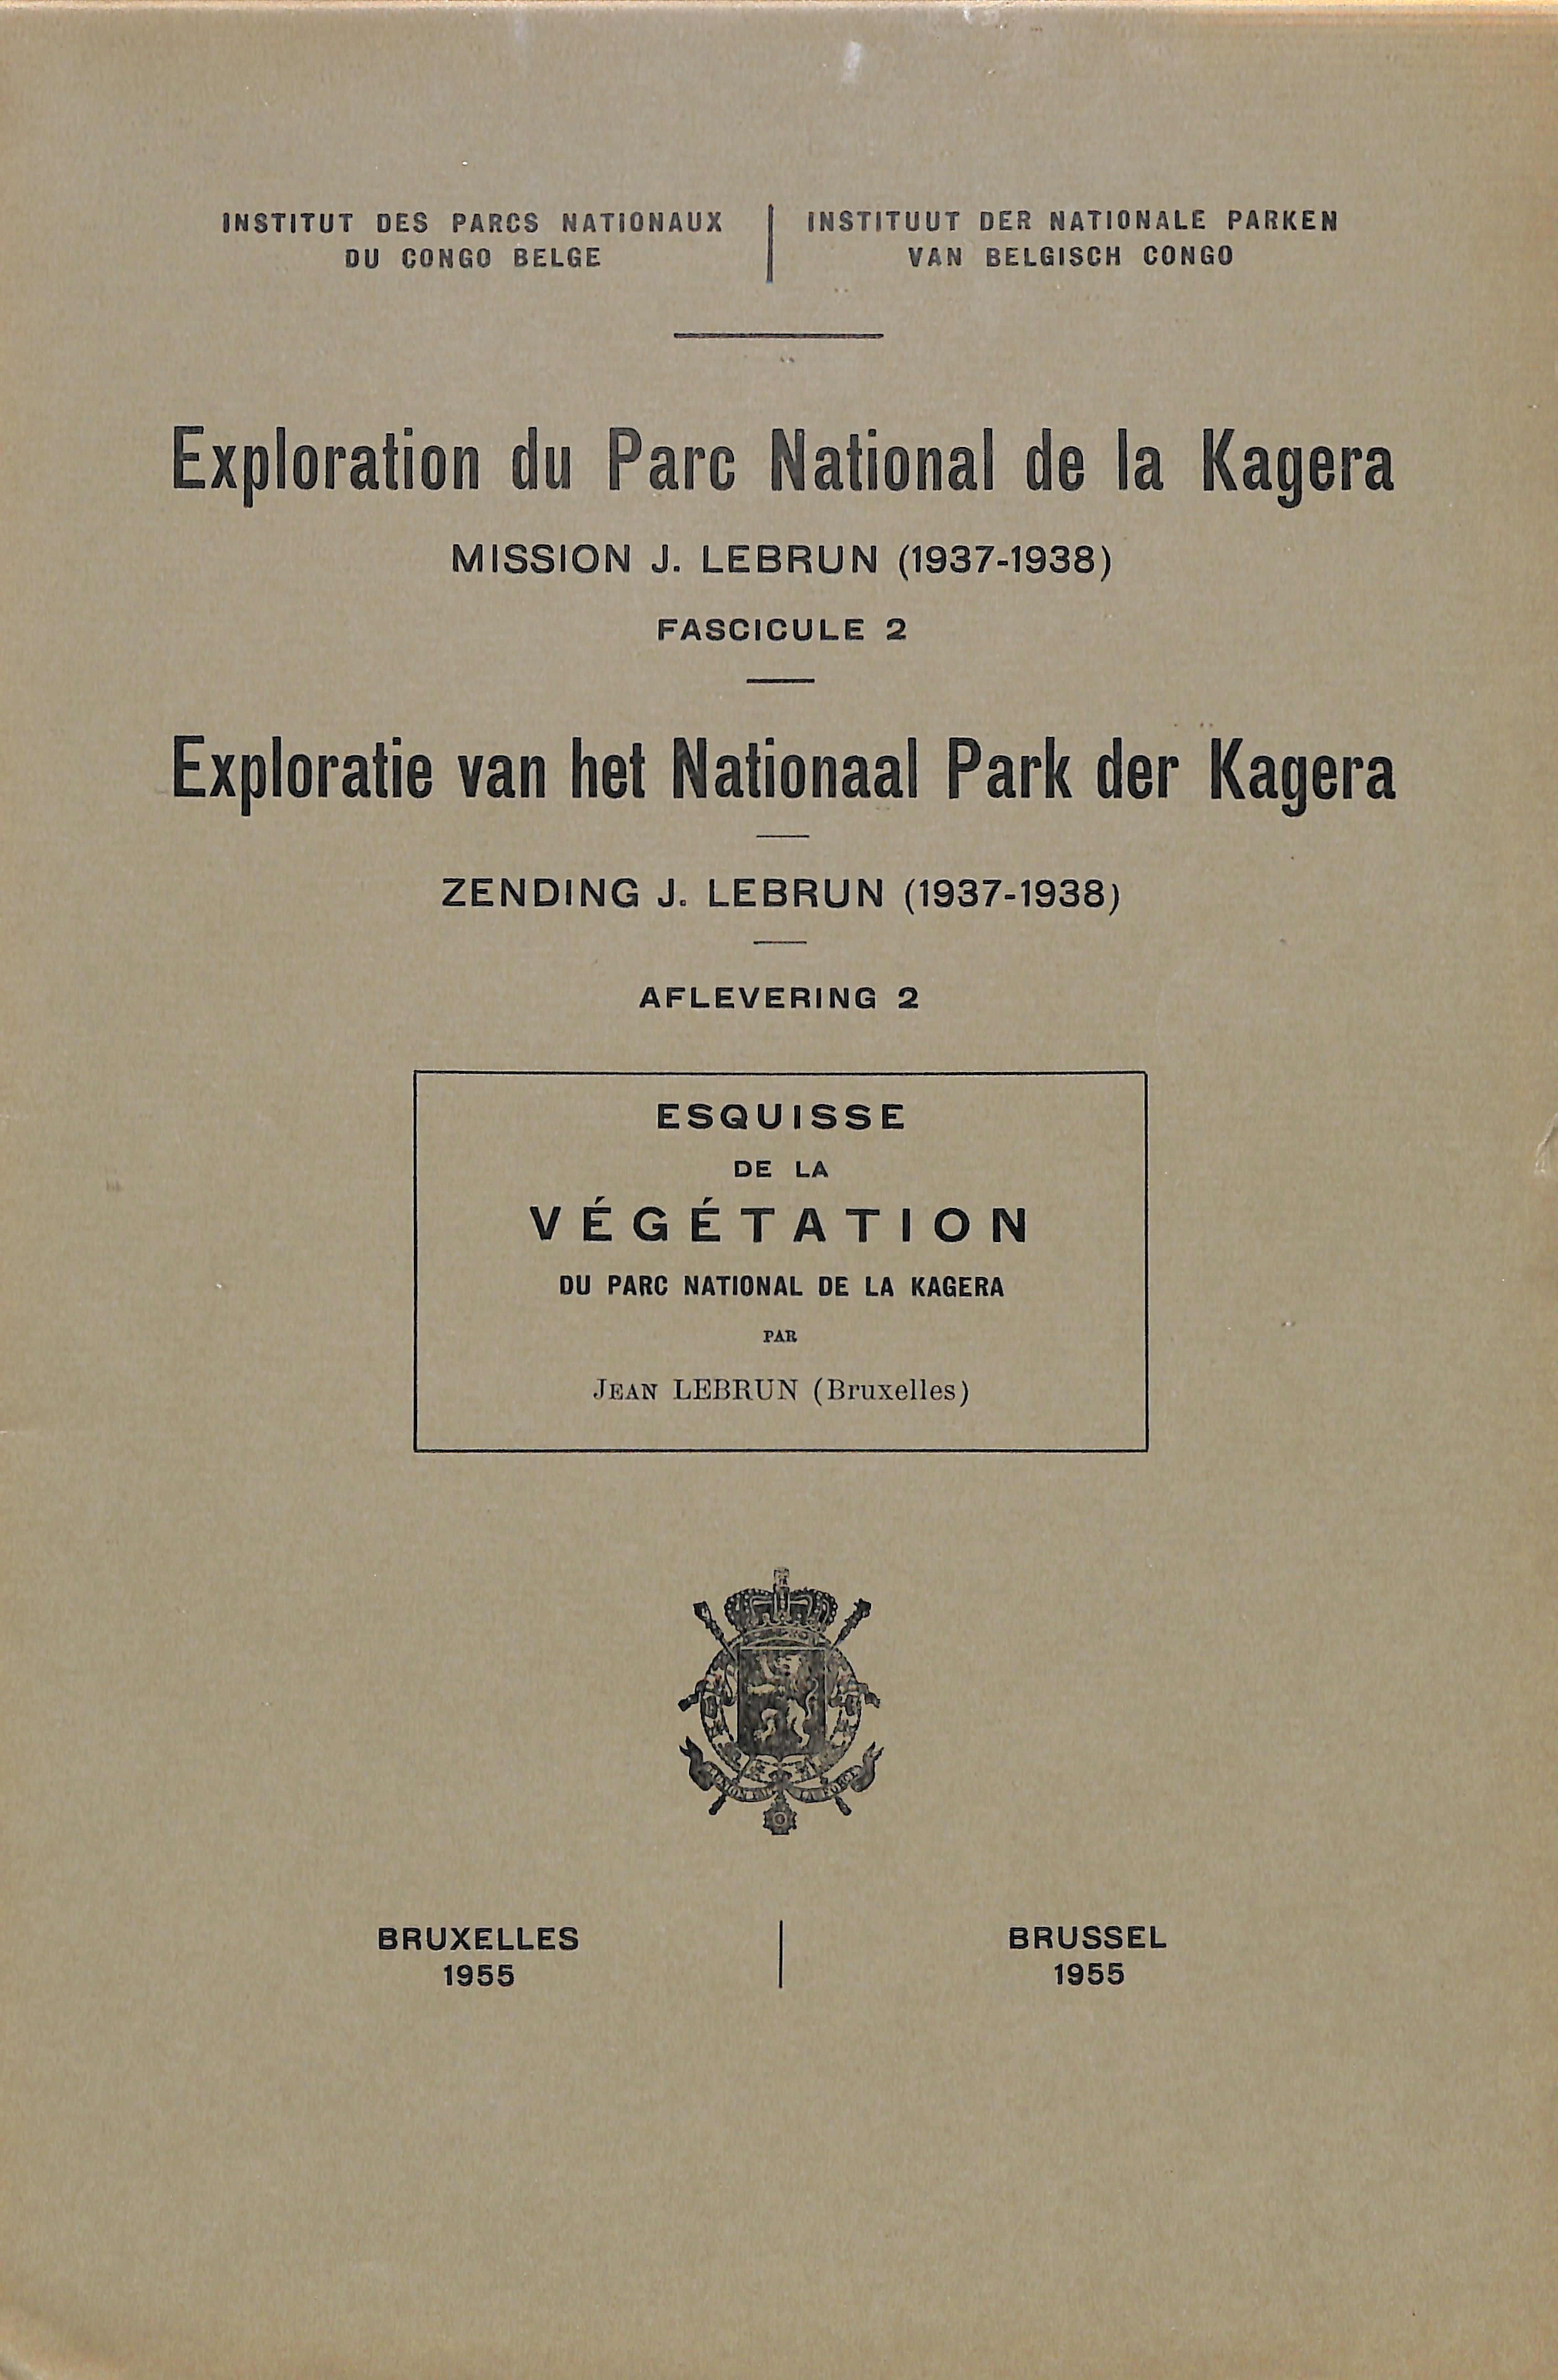 INSTITUT DES PARCS NATIONAUX
DU CONGO BELGE
INSTITUUT DER NATIONALE PARKEN
VAN BELGISCH CONGO
Exploration du Parc National de la Kagera
MISSION J. LEBRUN (1937-1938)
FASCICULE 2
Exploratie van het Nationaal Park der Kagera
ZENDING J. LEBRUN (1937-1938)
AFLEVERING 2
ESQUISSE
DE LA
VÉGÉTATION
DU PARC NATIONAL DE LA KAGERA
PAR
JEAN LEBRUN (Bruxelles)
BRUXELLES
1955
BRUSSEL
1955